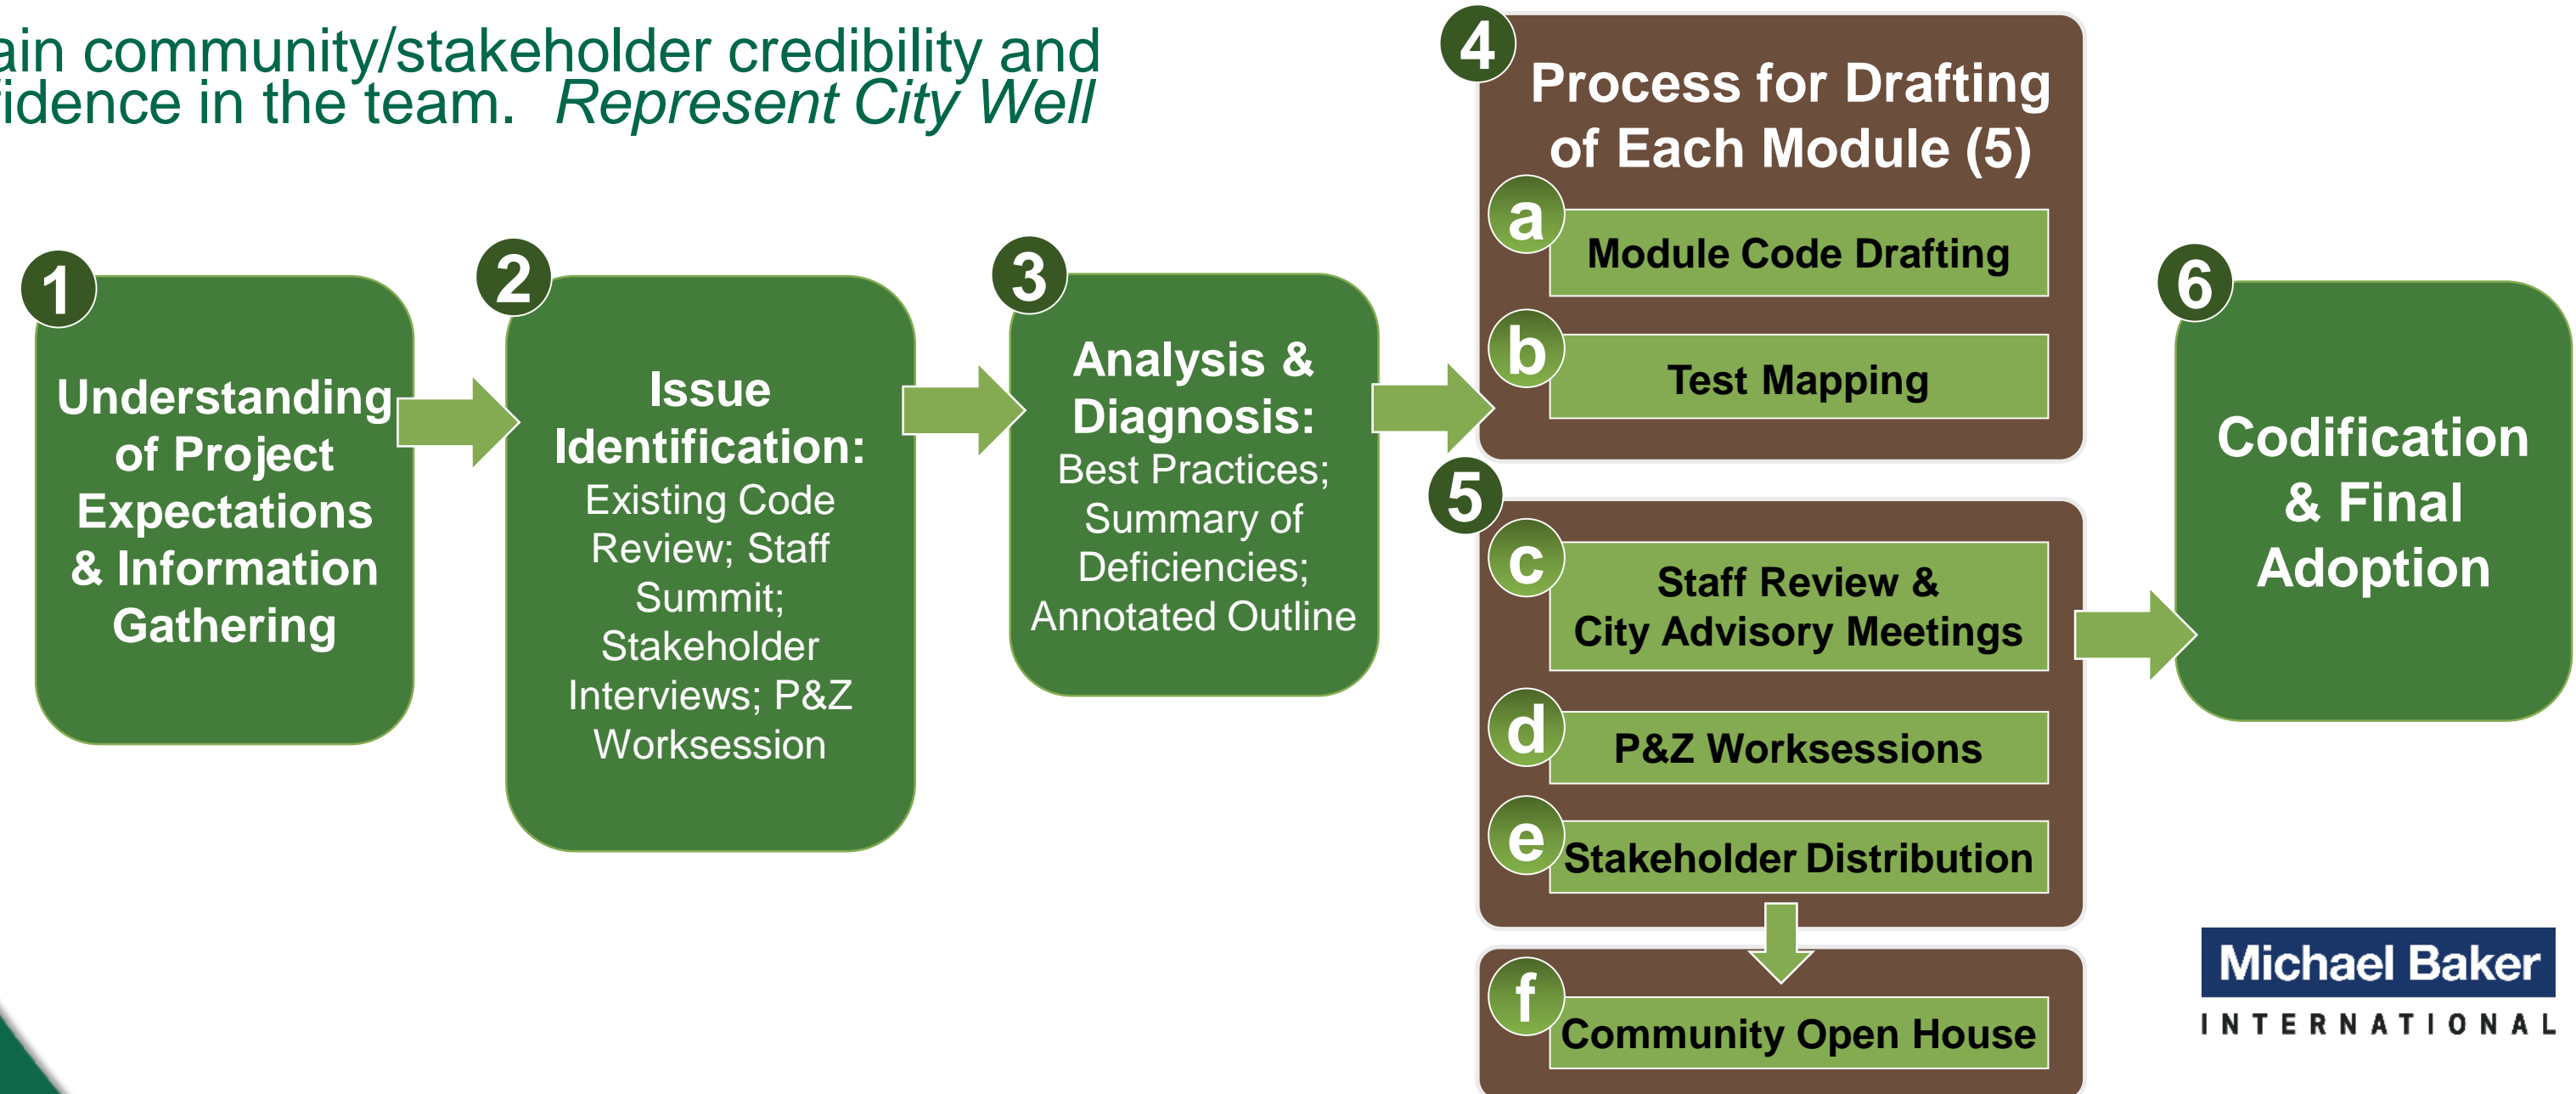 ain community/stakeholder credibility and
fidence in the team. Represent City Well
1
Understanding
of Project
Expectations
& Information
Gathering
2
Issue
Identification:
Existing Code
Review; Staff
Summit;
Stakeholder
Interviews; P&Z
Worksession
3
Analysis &
Diagnosis:
Best Practices;
Summary of
Deficiencies;
Annotated Outline
4
Process for Drafting
of Each Module (5)
a
Module Code Drafting
b
Test Mapping
5
c
Staff Review &
City Advisory Meetings
d
P&Z Worksessions
e
Stakeholder Distribution
f
Community Open House
6
Codification
& Final
Adoption
Michael Baker
INTERNATIONAL